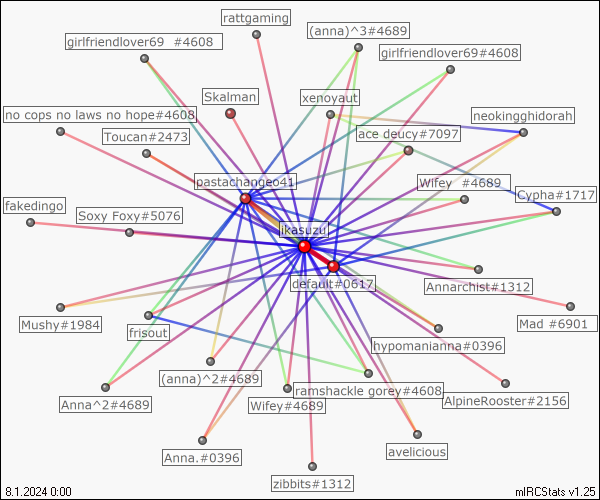 rattgaming
girlfriendlover69 #4608
(anna)^3#4689
girlfriendlover69#4608
Skalman
xenoyaut
no cops no laws no hope#4608
neokingghidorah
Toucan#2473
ace deucy#7097
pastachangeo41
Wifey #4689
Cypha#1717
fakedingo
Soxy Foxy#5076
ikasuzu
default#0617
Annarchist#1312
Mushy#1984
frisout
Mad #6901
hypomanianna#0396
(anna)^2#4689
ramshackle gorey#4608
Anna^2#4689
Wifey#4689
AlpineRooster#2156
Anna.#0396
avelicious
zibbits#1312
8.1.2024 0:00
mIRCStats v1.25